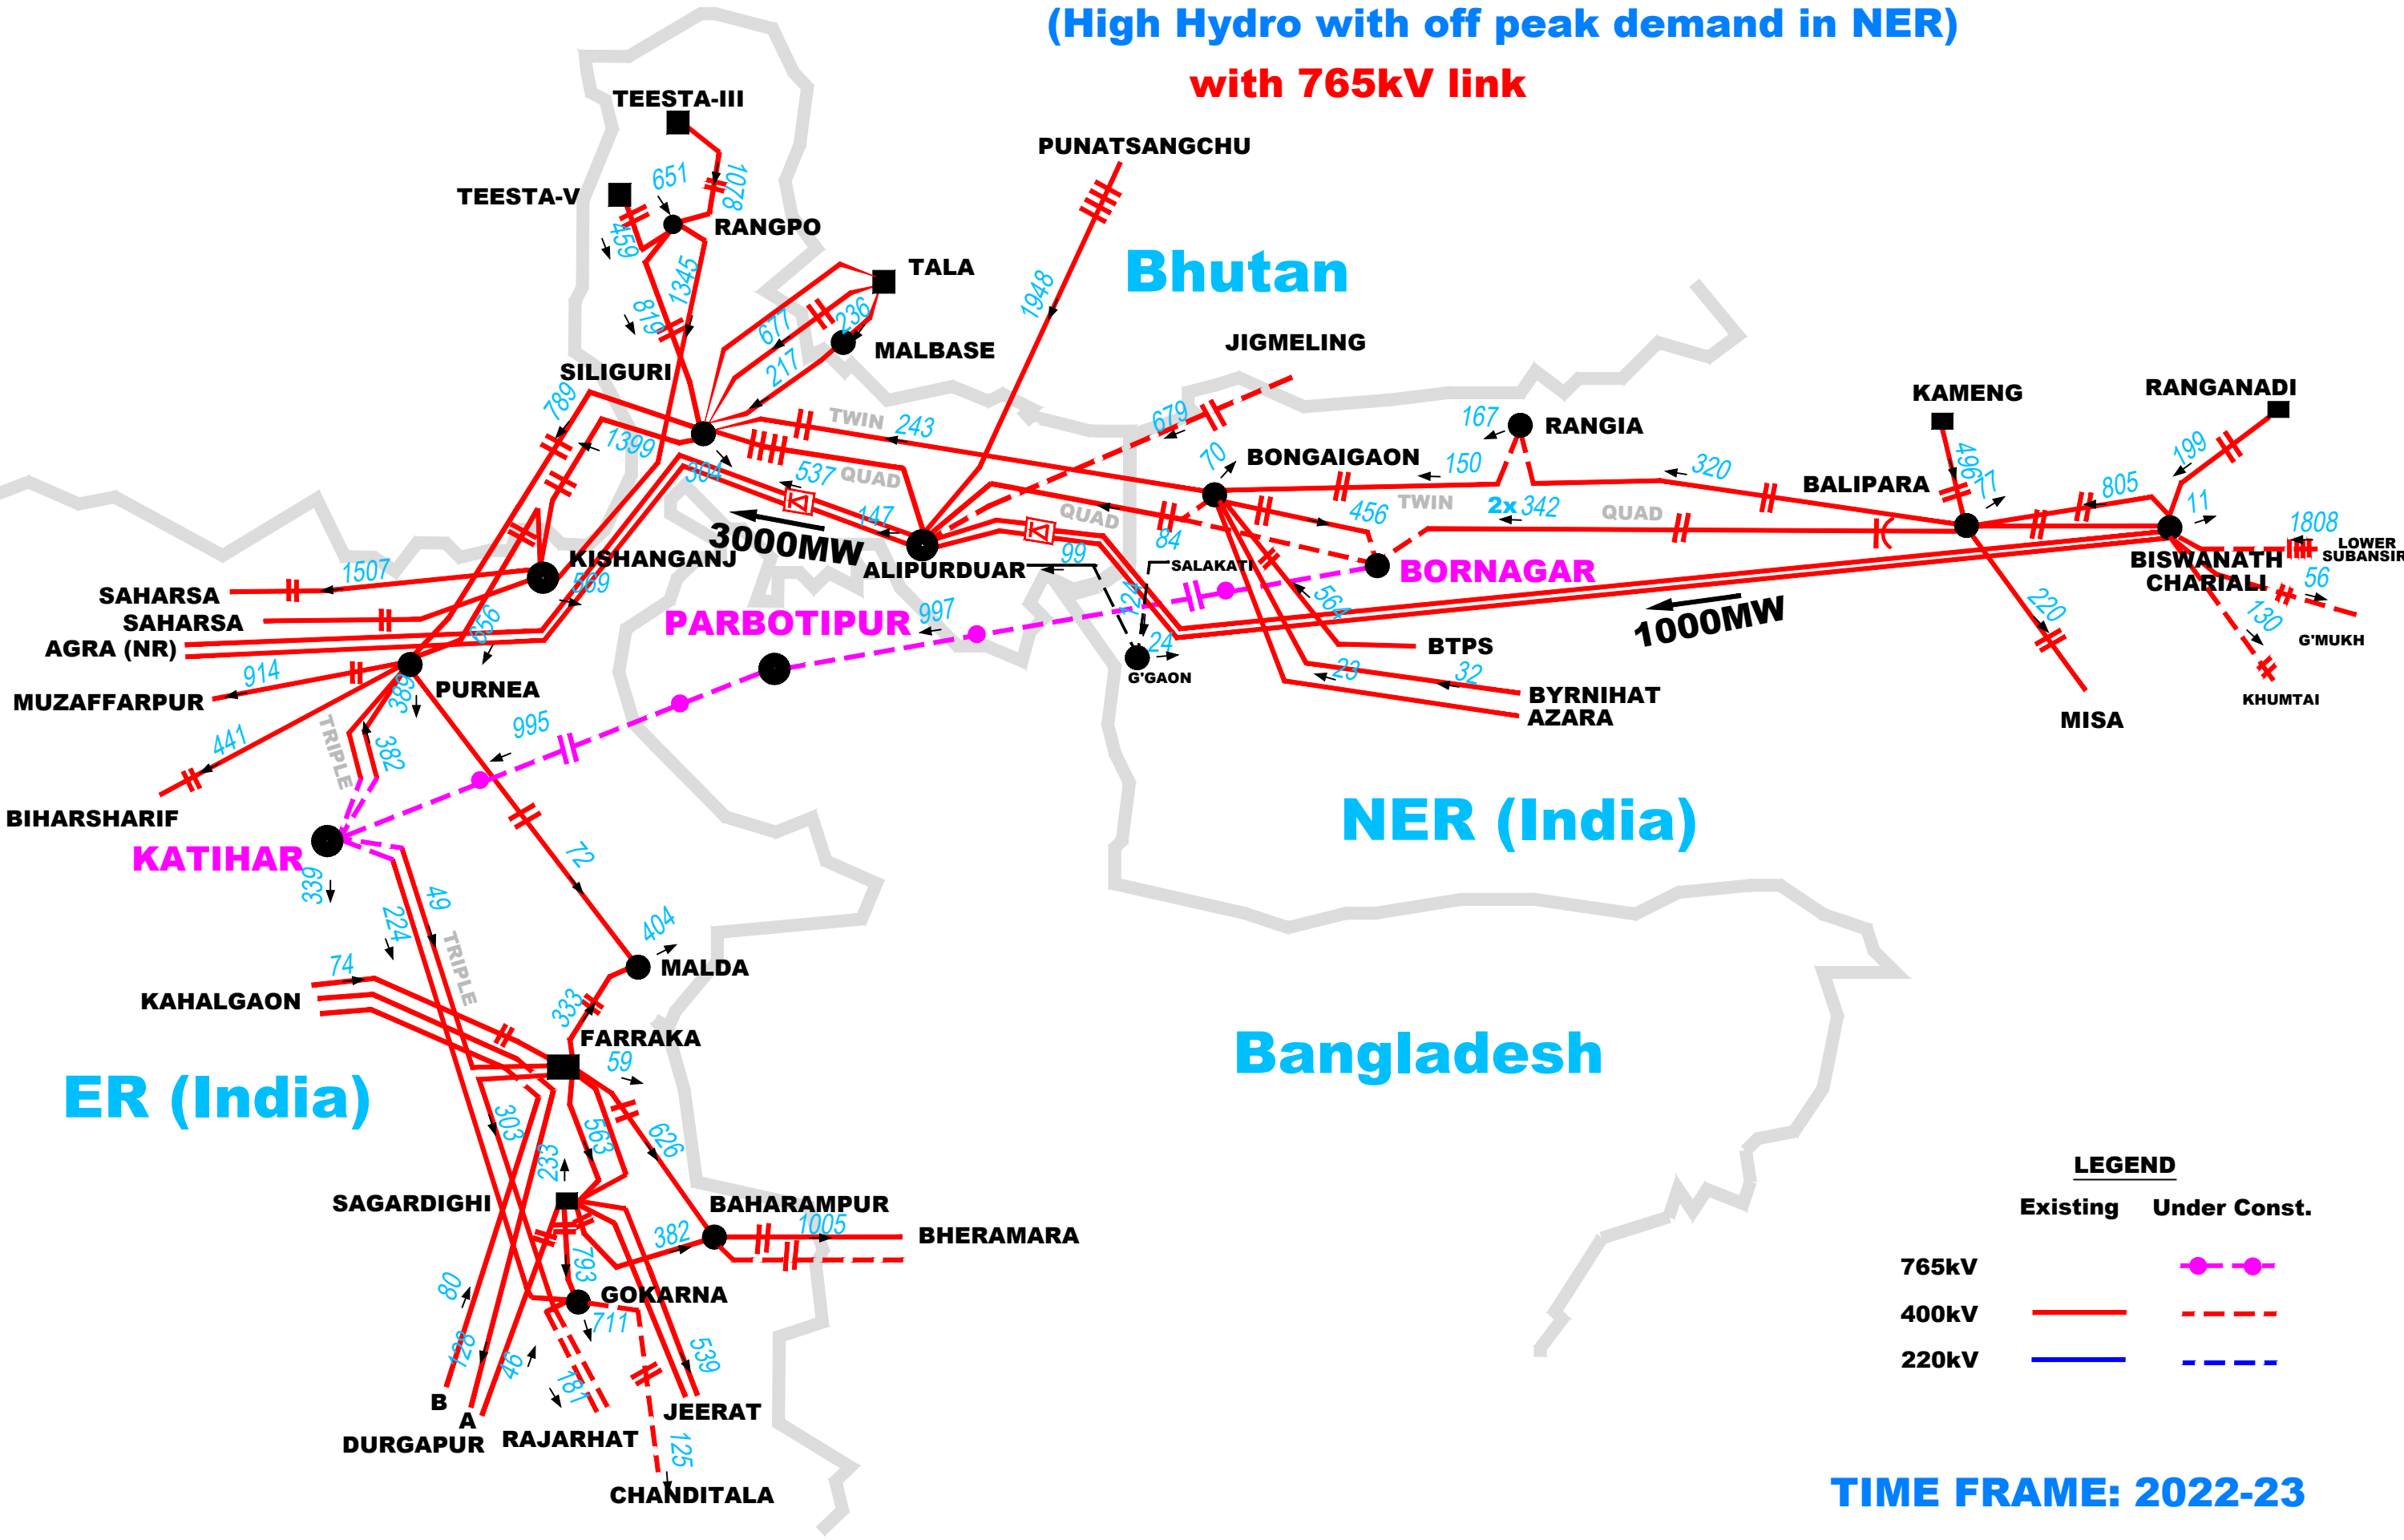 (High Hydro with off peak demand in NER)
with 765kV link
TEESTA-III
TEESTA-V
651
1078
459
RANGPO
1345
819
TALA
677
236
MALBASE
217
PUNATSANGCHU
1948
Bhutan
JIGMELING
679
SILIGURI
789
1399
304
TWIN
243
537
QUAD
147
3000MW
ALIPURDUAR
99
QUAD
84
SALAKATI
124
24
G'GAON
70
BONGAIGAON
167
RANGIA
150
320
TWIN
456
2x 342
QUAD
BORNAGAR
564
BTPS
23
32
BYRNIHAT
AZARA
KAMENG
496
77
BALIPARA
805
RANGANADI
199
11
1808
LOWER
SUBANSIRI
BISWANATH
CHARIALI
56
G'MUKH
130
KHUMTAI
220
MISA
1000MW
KISHANGANJ
569
1507
SAHARSA
SAHARSA
AGRA (NR)
656
914
MUZAFFARPUR
PURNEA
389
441
BIHARSHARIF
TRIPLE
382
PARBOTIPUR
997
995
KATIHAR
339
224
49
TRIPLE
72
404
MALDA
333
74
KAHALGAON
FARRAKA
59
ER (India)
NER (India)
Bangladesh
303
563
626
233
SAGARDIGHI
BAHARAMPUR
1005
BHERAMARA
382
793
GOKARNA
711
539
80
128
46
181
125
B
A
DURGAPUR
RAJARHAT
JEERAT
CHANDITALA
LEGEND
Existing Under Const.
765kV
400kV
220kV
TIME FRAME: 2022-23